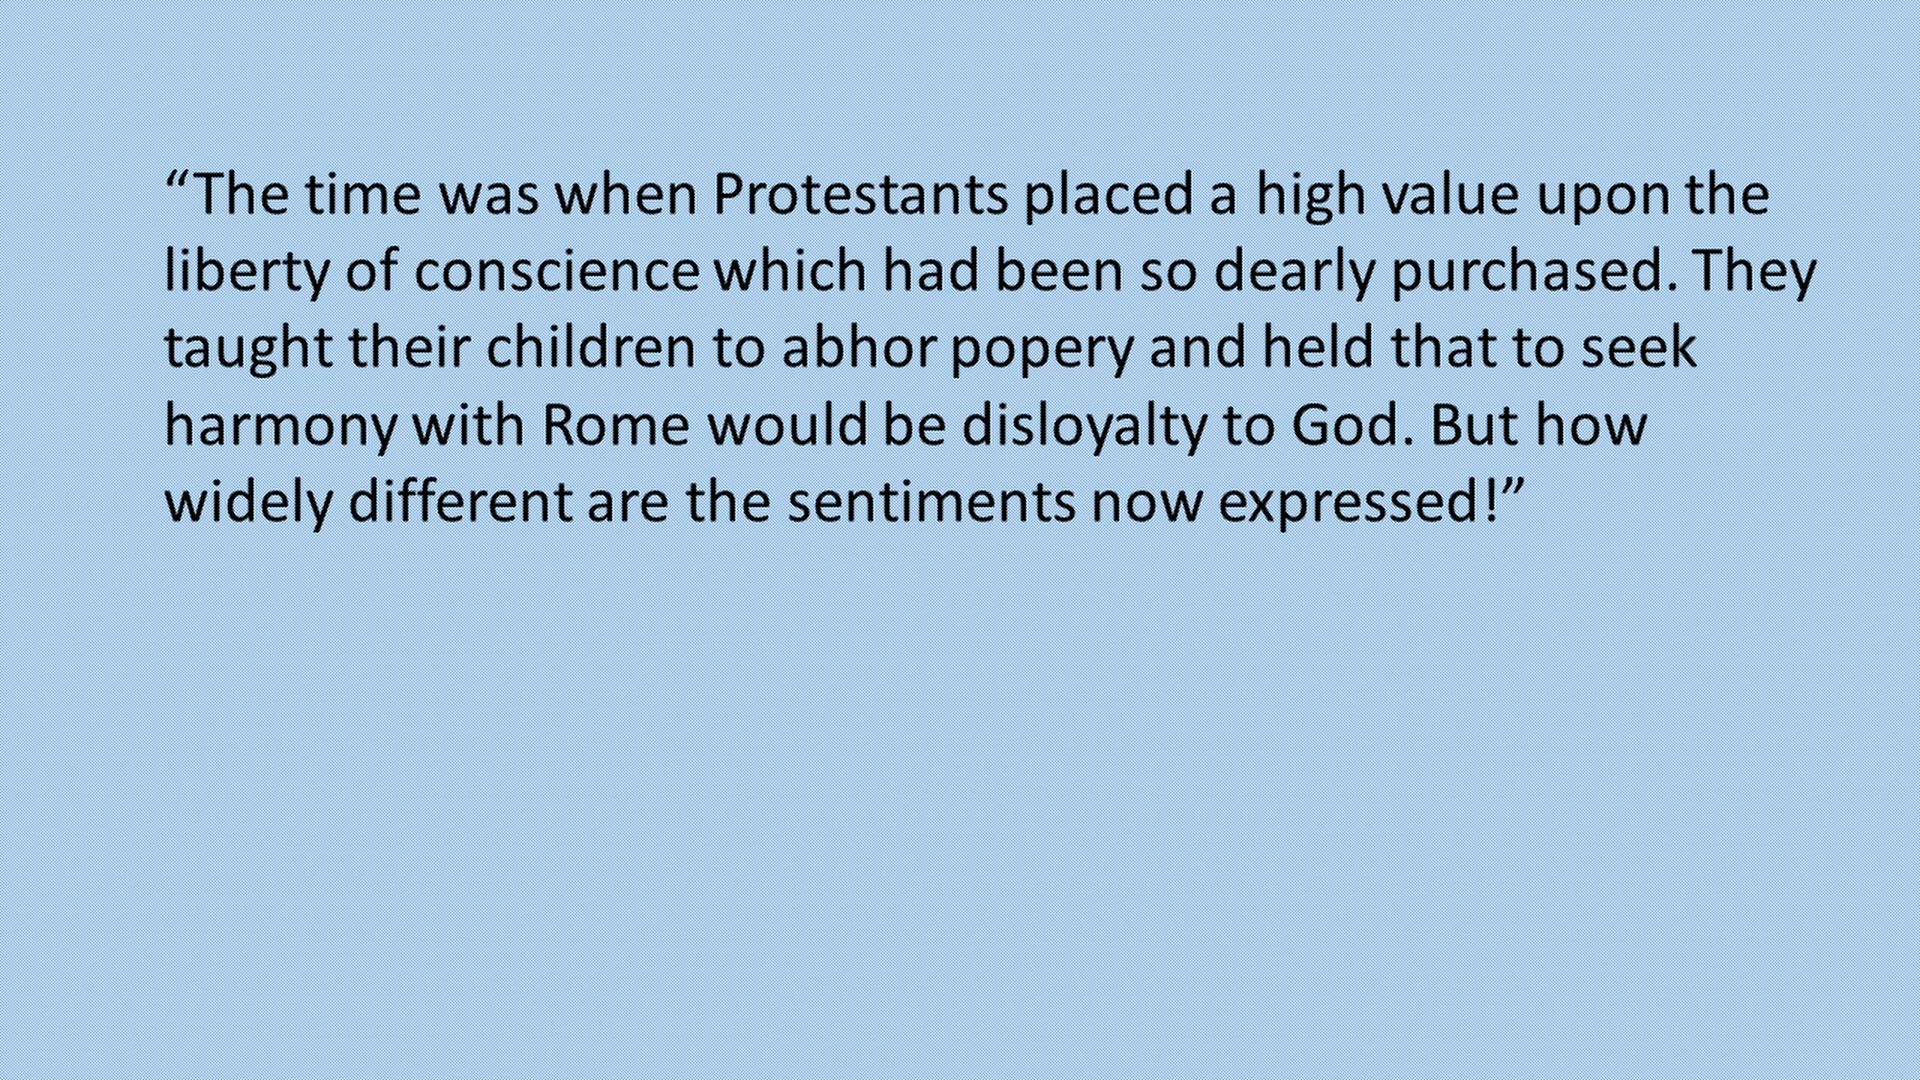 “The time was when Protestants placed a high value upon the
liberty of conscience which had been so dearly purchased. They
taught their children to abhor popery and held that to seek
harmony with Rome would be disloyalty to God. But how
widely different are the sentiments now expressed!”